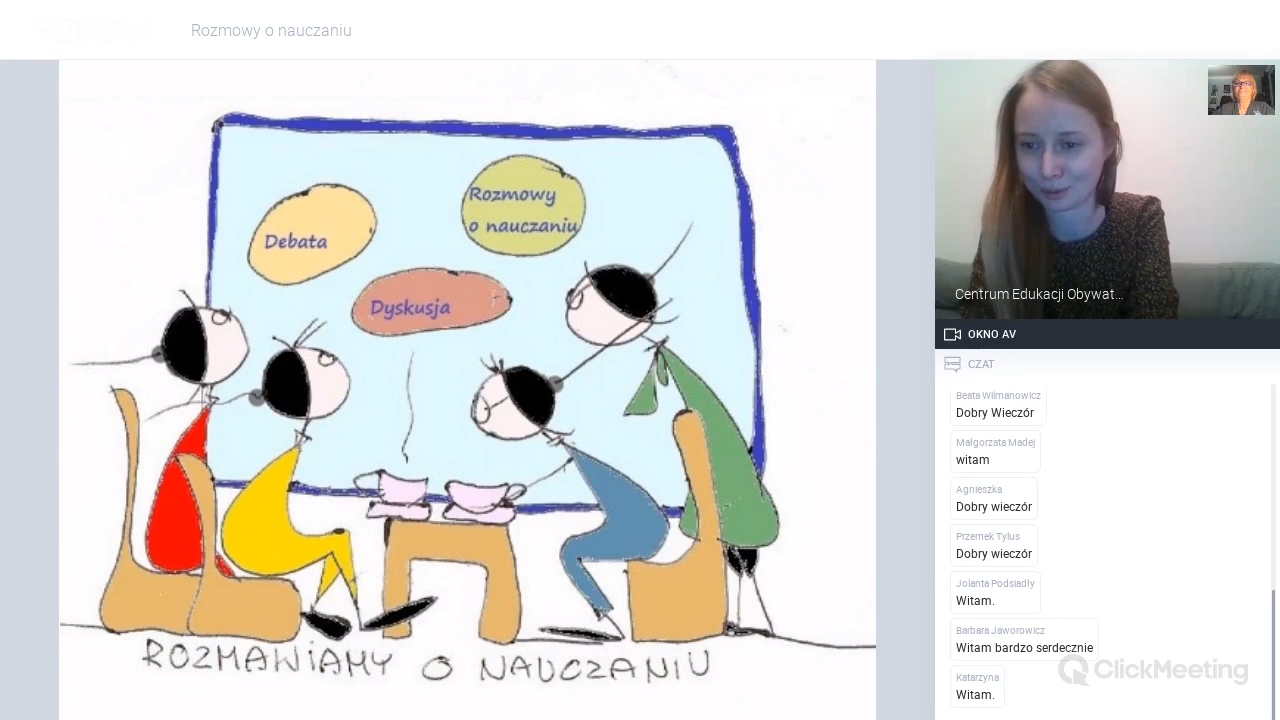 Rozmowy o nauczaniu
Debata
Rozmowy
o nauczaniu
Dyskusja
ROZMAWIAMY O NAUCZANIU
Centrum Edukacji Obywat...
OKNO AV
CZAT
Beata Wilmanowicz
Dobry Wieczór
Małgorzata Madej
witam
Agnieszka
Dobry wieczór
Przemek Tylus
Dobry wieczór
Jolanta Podsiadły
Witam.
Barbara Jaworowicz
Witam bardzo serdecznie
Katarzyna
Witam.
ClickMeeting